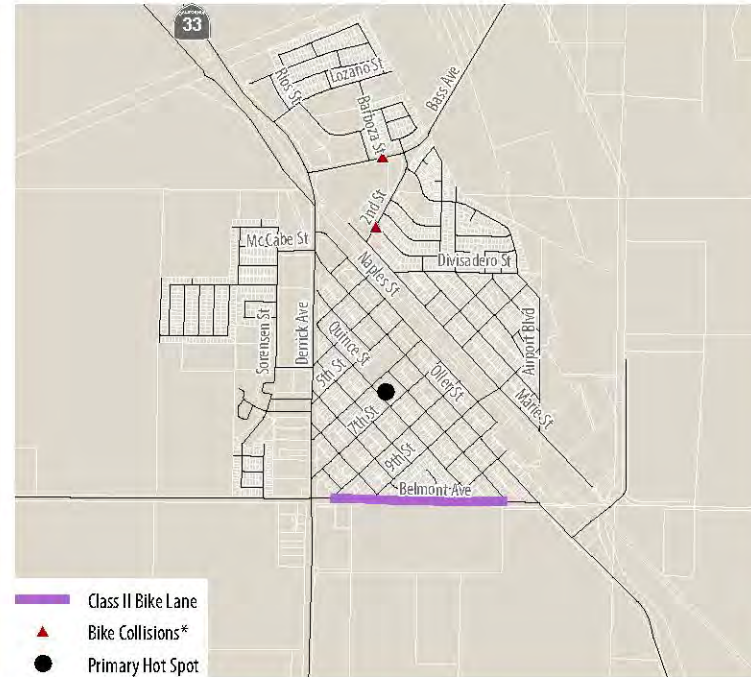 CALIFORNIA
33
Lozano St
Rios St
Barboza St
Bass Ave
2nd St
McCabe St
Naples St
Divisadero St
Sorensen St
Derrick Ave
Quince St
5th St
Oller St
Airport Blvd
Marie St
7th St
9th St
Belmont Ave
Class II Bike Lane
Bike Collisions*
Primary Hot Spot